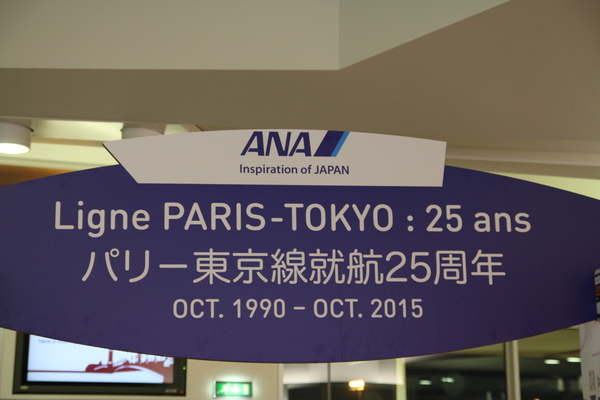 ANA
Inspiration of JAPAN
Ligne PARIS-TOKYO : 25 ans
パリー東京線就航25周年
OCT. 1990 – OCT. 2015